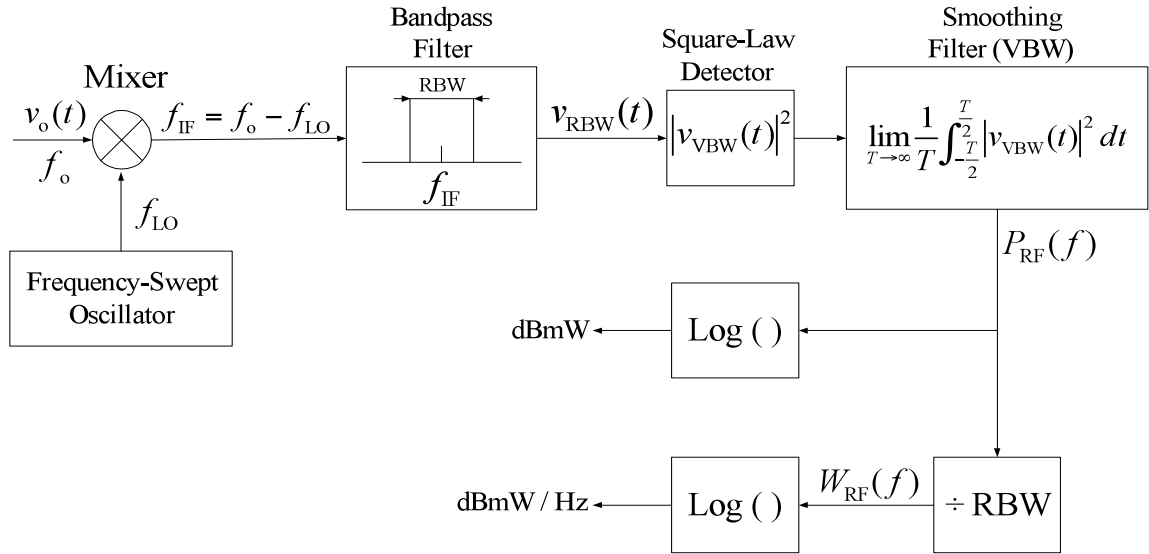 Bandpass
Filter
Smoothing
Filter (VBW)
Square-Law
Detector
Mixer
RBW
v_o(t)
f_IF = f_o − f_LO
v_RBW(t)
|v_VBW(t)|^2
lim_{T→∞} 1/T ∫_{-T/2}^{T/2} |v_VBW(t)|^2 dt
f_o
f_IF
f_LO
P_RF(f)
Frequency-Swept
Oscillator
dBmW
Log ( )
W_RF(f)
dBmW / Hz
Log ( )
÷ RBW